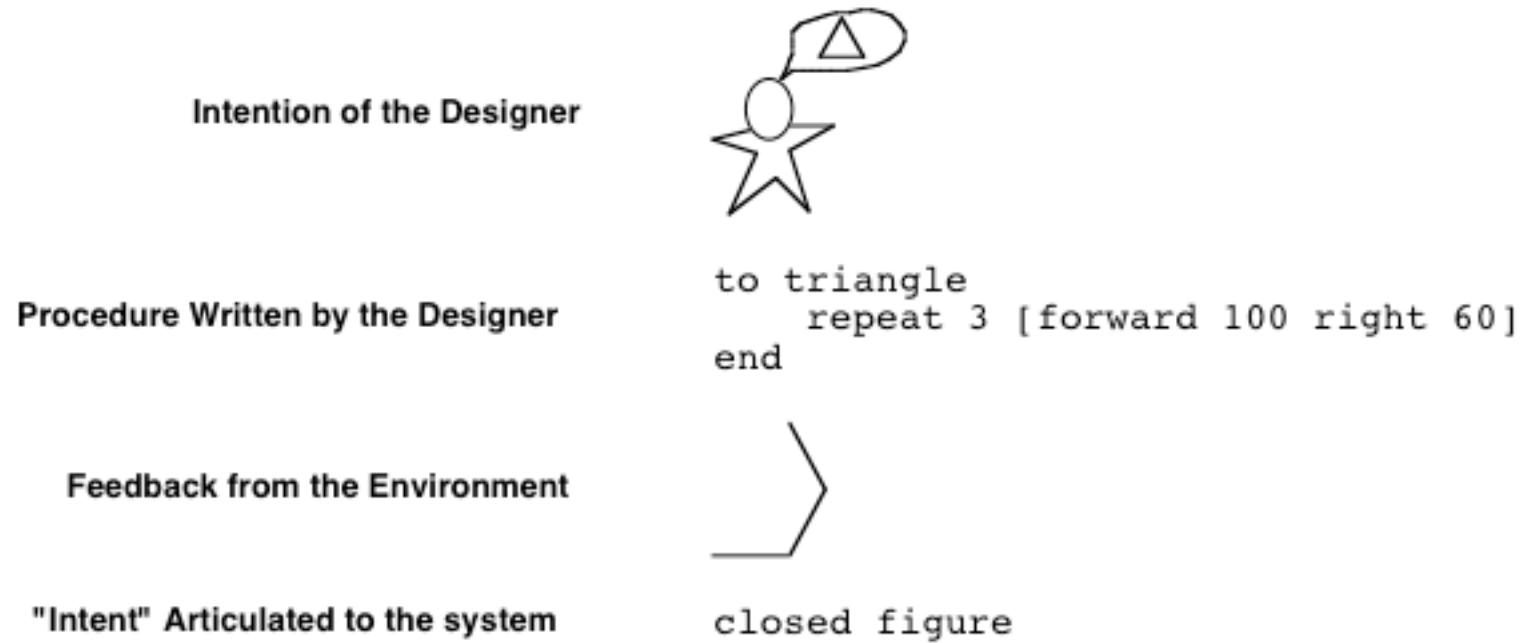 Intention of the Designer
Procedure Written by the Designer
to triangle
repeat 3 [forward 100 right 60]
end
Feedback from the Environment
"Intent" Articulated to the system
closed figure